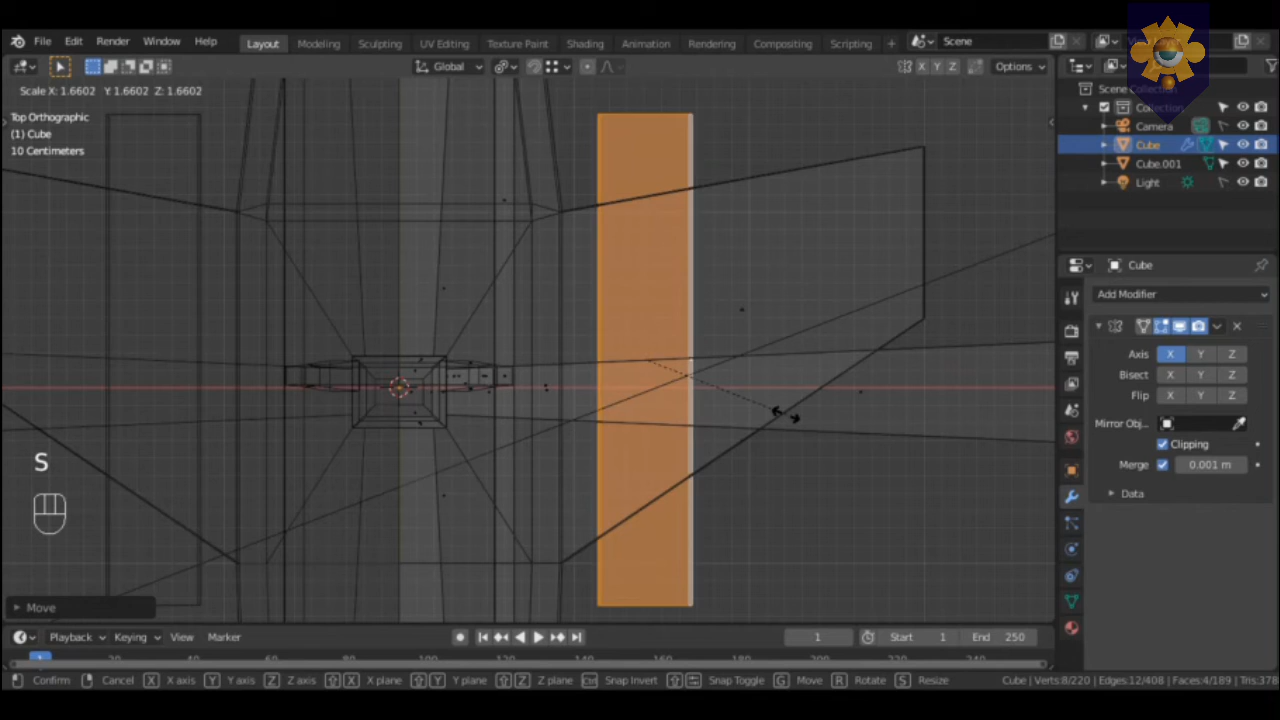 File Edit Render Window Help Layout Modeling Sculpting UV Editing Texture Paint Shading Animation Rendering Compositing Scripting + Scene
Global X Y Z Options
Scale X: 1.6602 Y: 1.6602 Z: 1.6602
Top Orthographic
(1) Cube
10 Centimeters
S
Move
Scene Collection
Collection
Camera
Cube
Cube.001
Light
Cube
Add Modifier
Axis X Y Z
Bisect X Y Z
Flip X Y Z
Mirror Obj...
Clipping
Merge 0.001 m
Data
Playback Keying View Marker 1 Start 1 End 250
Confirm Cancel X X axis Y Y axis Z Z axis X X plane Y Y plane Z Z plane Ctrl Snap Invert Snap Toggle G Move R Rotate S Resize Cube | Verts:8/220 | Edges:12/408 | Faces:4/189 | Tris:378